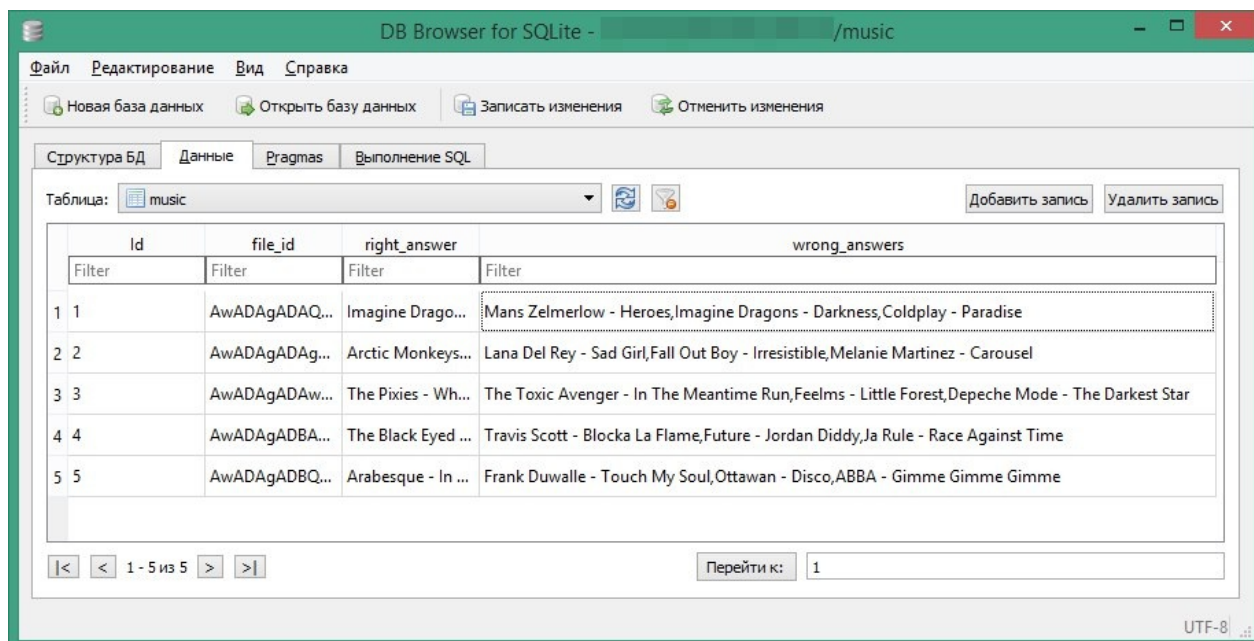 DB Browser for SQLite - /music
Файл Редактирование Вид Справка
Новая база данных Открыть базу данных Записать изменения Отменить изменения
Структура БД Данные Pragmas Выполнение SQL
Таблица: music Добавить запись Удалить запись
Id file_id right_answer wrong_answers
Filter Filter Filter Filter
1 1 AwADAgADAQ... Imagine Drago... Mans Zelmerlow - Heroes,Imagine Dragons - Darkness,Coldplay - Paradise
2 2 AwADAgADAg... Arctic Monkeys... Lana Del Rey - Sad Girl,Fall Out Boy - Irresistible,Melanie Martinez - Carousel
3 3 AwADAgADAw... The Pixies - Wh... The Toxic Avenger - In The Meantime Run,Feelms - Little Forest,Depeche Mode - The Darkest Star
4 4 AwADAgADBA... The Black Eyed ... Travis Scott - Blocka La Flame,Future - Jordan Diddy,Ja Rule - Race Against Time
5 5 AwADAgADBQ... Arabesque - In ... Frank Duwalle - Touch My Soul,Ottawan - Disco,ABBA - Gimme Gimme Gimme
|< < 1 - 5 из 5 > >| Перейти к: 1
UTF-8